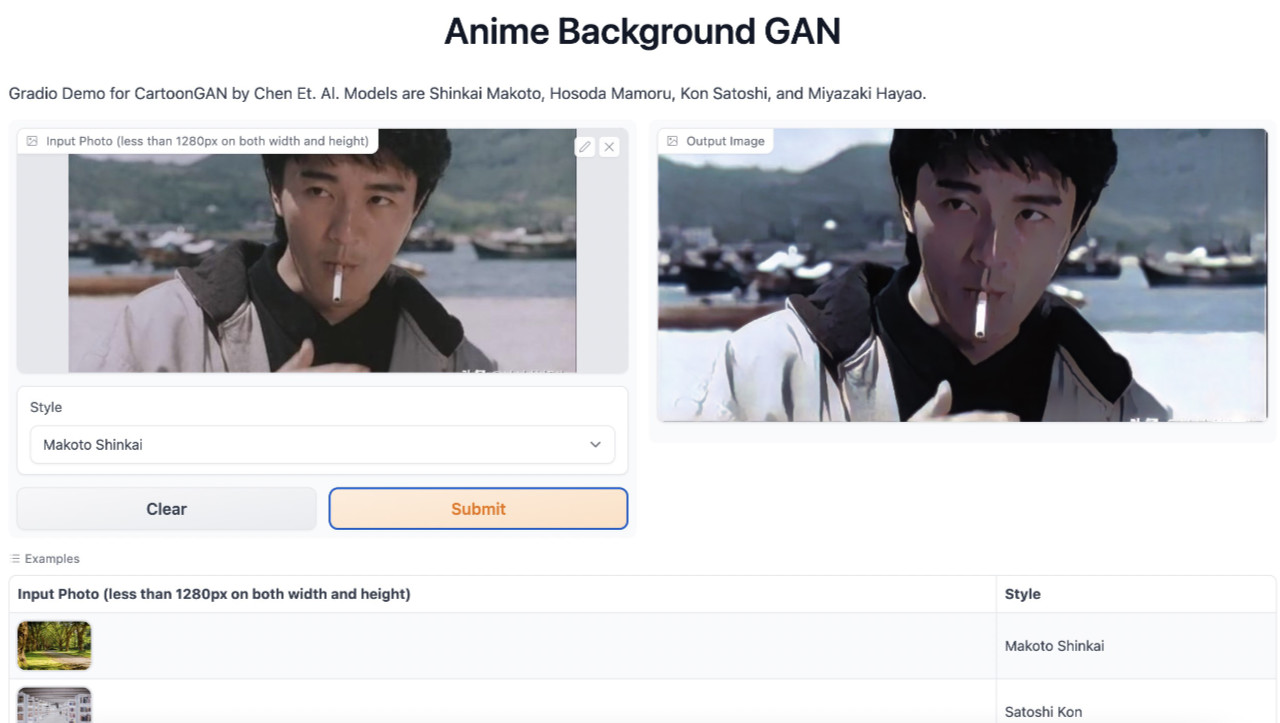 Anime Background GAN
Gradio Demo for CartoonGAN by Chen Et. Al. Models are Shinkai Makoto, Hosoda Mamoru, Kon Satoshi, and Miyazaki Hayao.
Input Photo (less than 1280px on both width and height)
Output Image
Style
Makoto Shinkai
Clear
Submit
Examples
Input Photo (less than 1280px on both width and height)
Style
Makoto Shinkai
Satoshi Kon